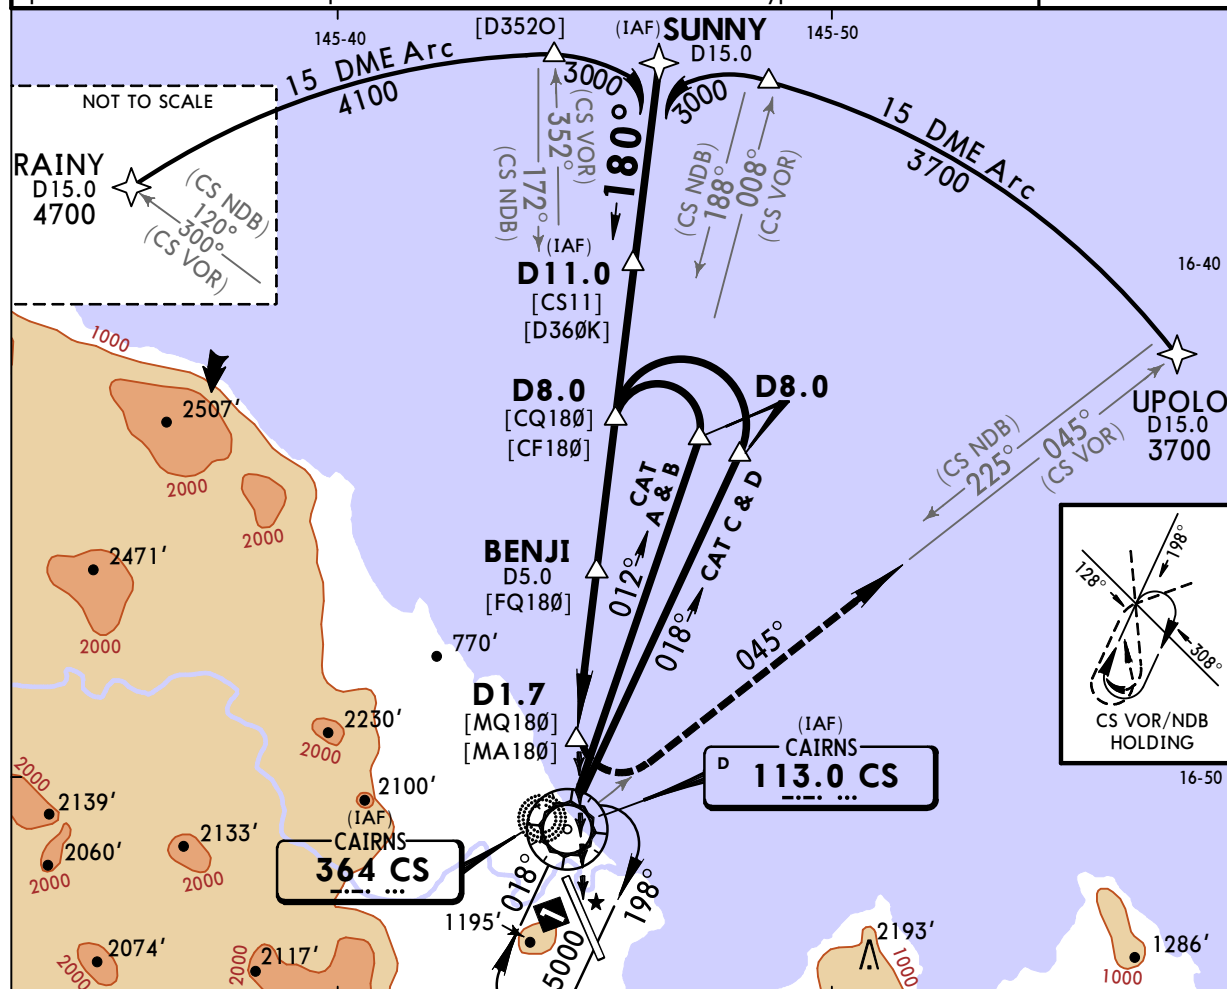 [D352O]
(IAF) SUNNY
D15.0
145-40
145-50
15 DME Arc
4100
3000
3000
15 DME Arc
3700
NOT TO SCALE
RAINY
D15.0
4700
(CS NDB)
120°
300°
(CS VOR)
(CS VOR)
352°
172°
(CS NDB)
180°
(CS NDB)
188°
008°
(CS VOR)
(IAF)
D11.0
[CS11]
[D36ØK]
16-40
1000
2507'
2000
D8.0
[CQ18Ø]
[CF18Ø]
D8.0
UPOLO
D15.0
3700
(CS NDB)
225°
045°
(CS VOR)
2000
CAT
A & B
012°
CAT C & D
018°
2471'
2000
BENJI
D5.0
[FQ18Ø]
045°
770'
198°
128°
308°
CS VOR/NDB
HOLDING
D1.7
[MQ18Ø]
[MA18Ø]
2230'
2000
(IAF)
CAIRNS
D 113.0 CS
16-50
2000
2139'
2100'
(IAF)
CAIRNS
364 CS
2133'
2000
2060'
2000
018°
198°
1195'
5000
2074'
2000
2117'
2000
2193'
1000
1286'
1000